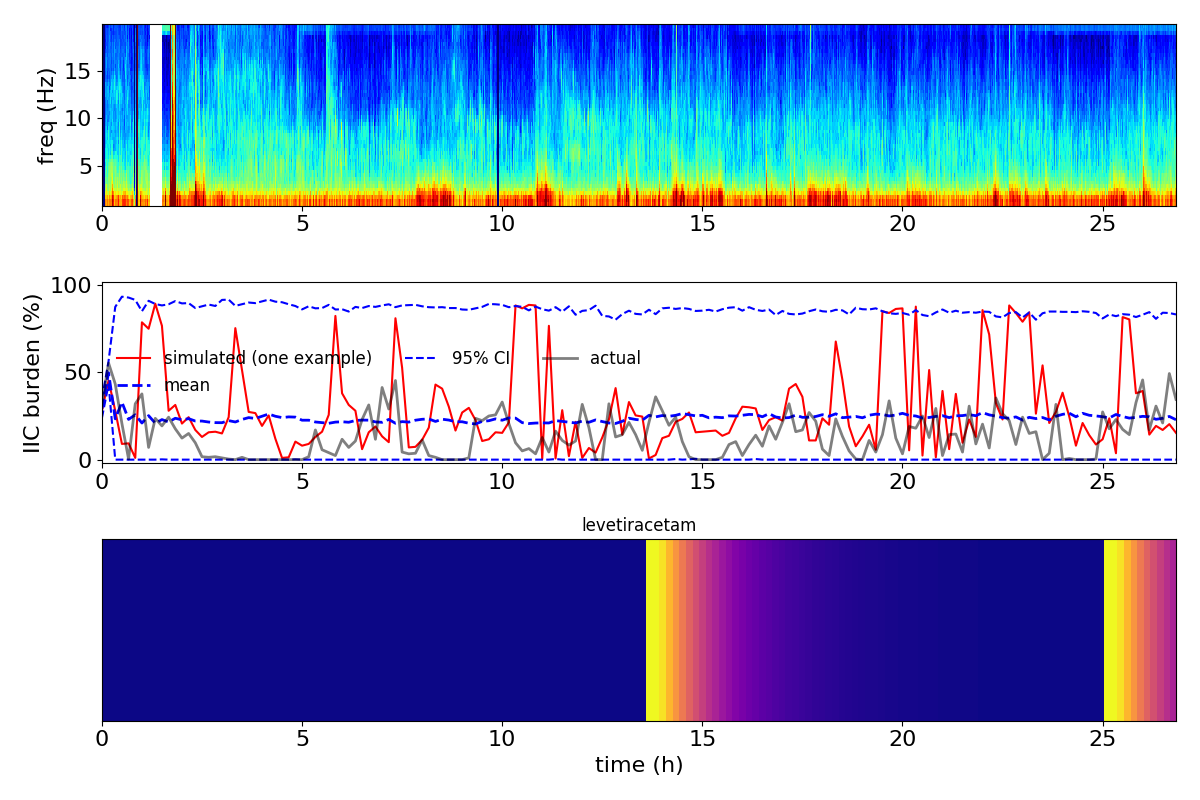 freq (Hz)
15
10
5
0 5 10 15 20 25
IIC burden (%)
100
50
0
simulated (one example) 95% CI actual
mean
0 5 10 15 20 25
levetiracetam
0 5 10 15 20 25
time (h)